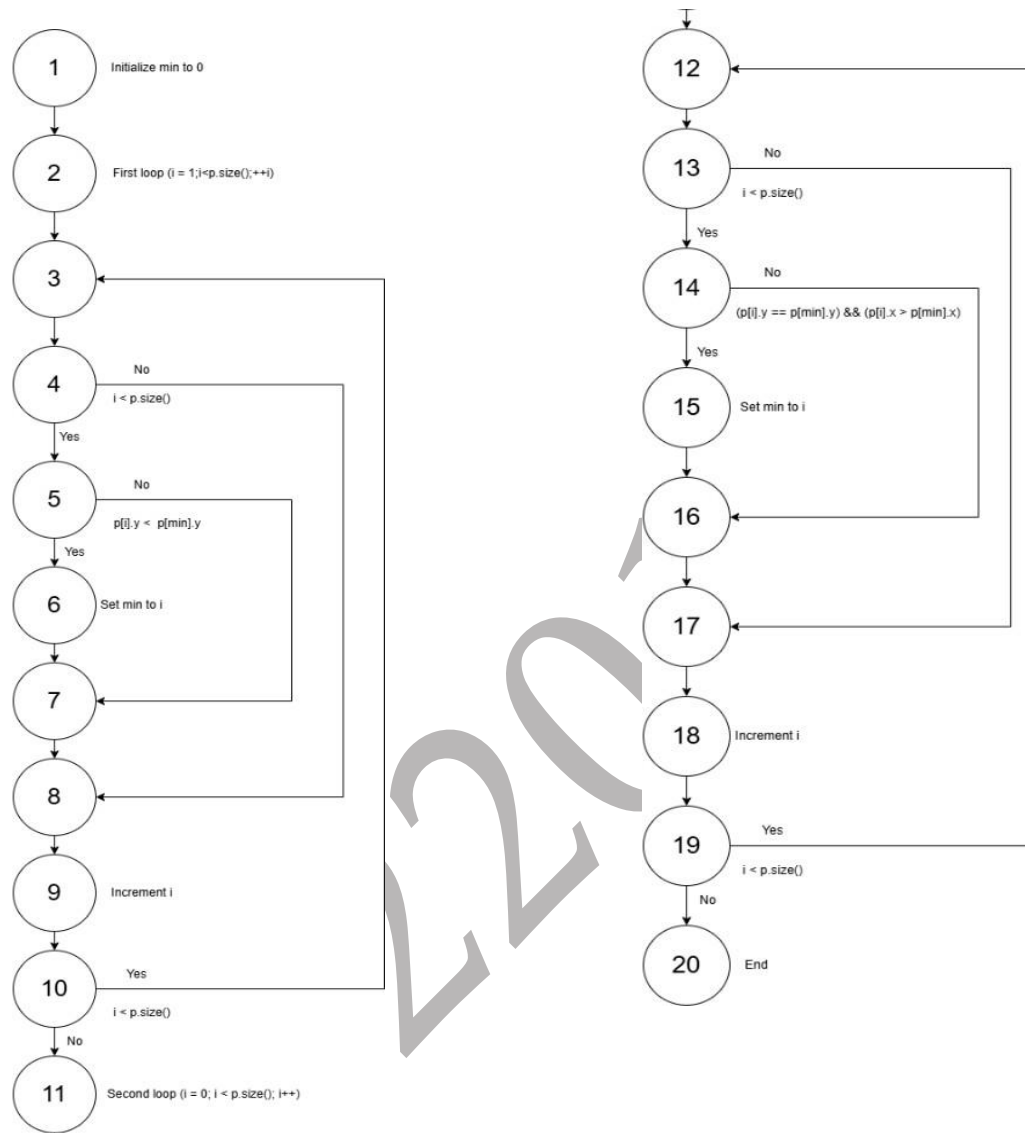 1
Initialize min to 0
2
First loop (i = 1;i<p.size();++i)
3
4
No
i < p.size()
Yes
5
No
p[i].y < p[min].y
Yes
6
Set min to i
7
8
9
Increment i
10
Yes
i < p.size()
No
11
Second loop (i = 0; i < p.size(); i++)
12
13
No
i < p.size()
Yes
14
No
(p[i].y == p[min].y) && (p[i].x > p[min].x)
Yes
15
Set min to i
16
17
18
Increment i
19
Yes
i < p.size()
No
20
End